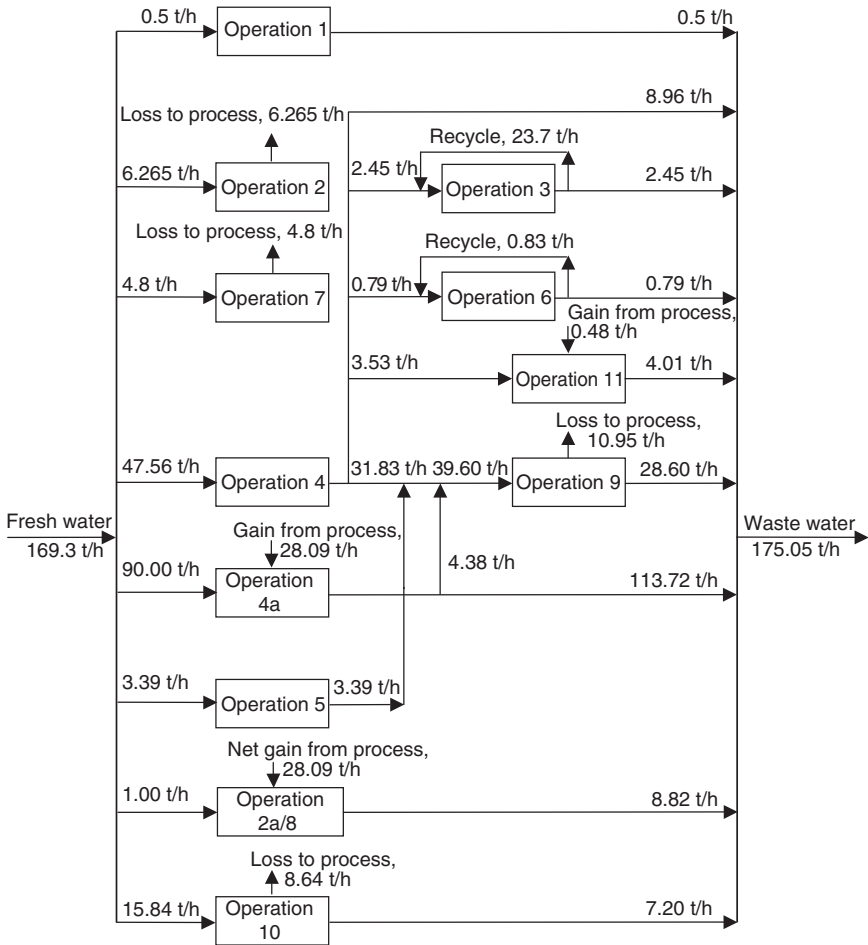 0.5 t/h
Operation 1
0.5 t/h
8.96 t/h
Loss to process, 6.265 t/h
Recycle, 23.7 t/h
6.265 t/h
Operation 2
2.45 t/h
Operation 3
2.45 t/h
Loss to process, 4.8 t/h
Recycle, 0.83 t/h
4.8 t/h
Operation 7
0.79 t/h
Operation 6
0.79 t/h
Gain from process,
0.48 t/h
3.53 t/h
Operation 11
4.01 t/h
Loss to process,
10.95 t/h
47.56 t/h
Operation 4
31.83 t/h
39.60 t/h
Operation 9
28.60 t/h
Fresh water
169.3 t/h
Waste water
175.05 t/h
Gain from process,
28.09 t/h
90.00 t/h
Operation
4a
4.38 t/h
113.72 t/h
3.39 t/h
Operation 5
3.39 t/h
Net gain from process,
28.09 t/h
1.00 t/h
Operation
2a/8
8.82 t/h
Loss to process,
8.64 t/h
15.84 t/h
Operation
10
7.20 t/h